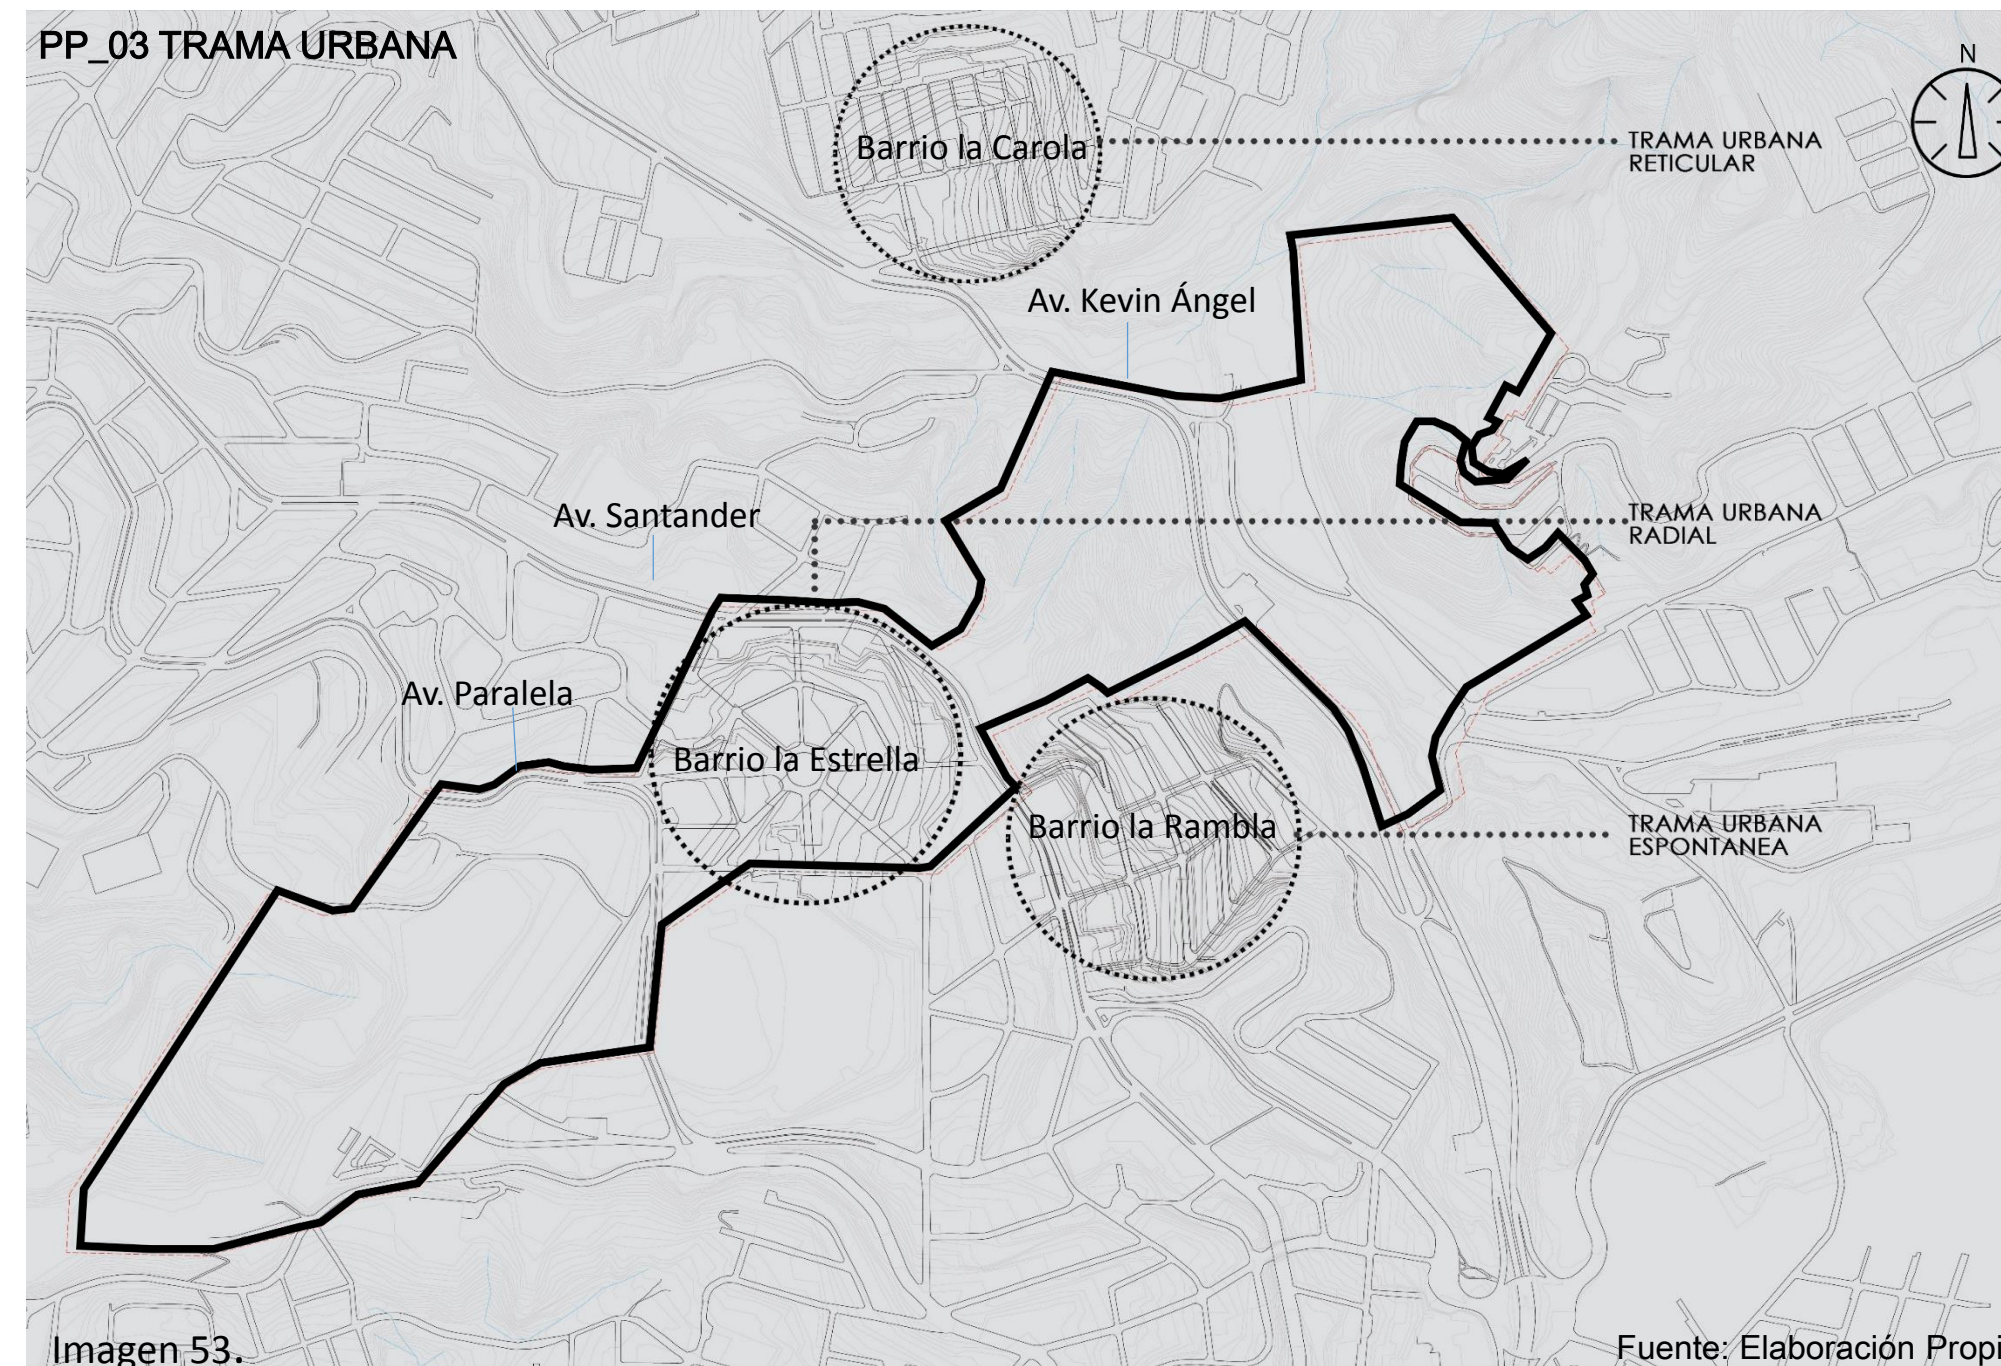 PP_03 TRAMA URBANA
N
Barrio la Carola
TRAMA URBANA
RETICULAR
Av. Kevin Ángel
Av. Santander
TRAMA URBANA
RADIAL
Av. Paralela
Barrio la Estrella
Barrio la Rambla
TRAMA URBANA
ESPONTANEA
Imagen 53.
Fuente: Elaboración Propi